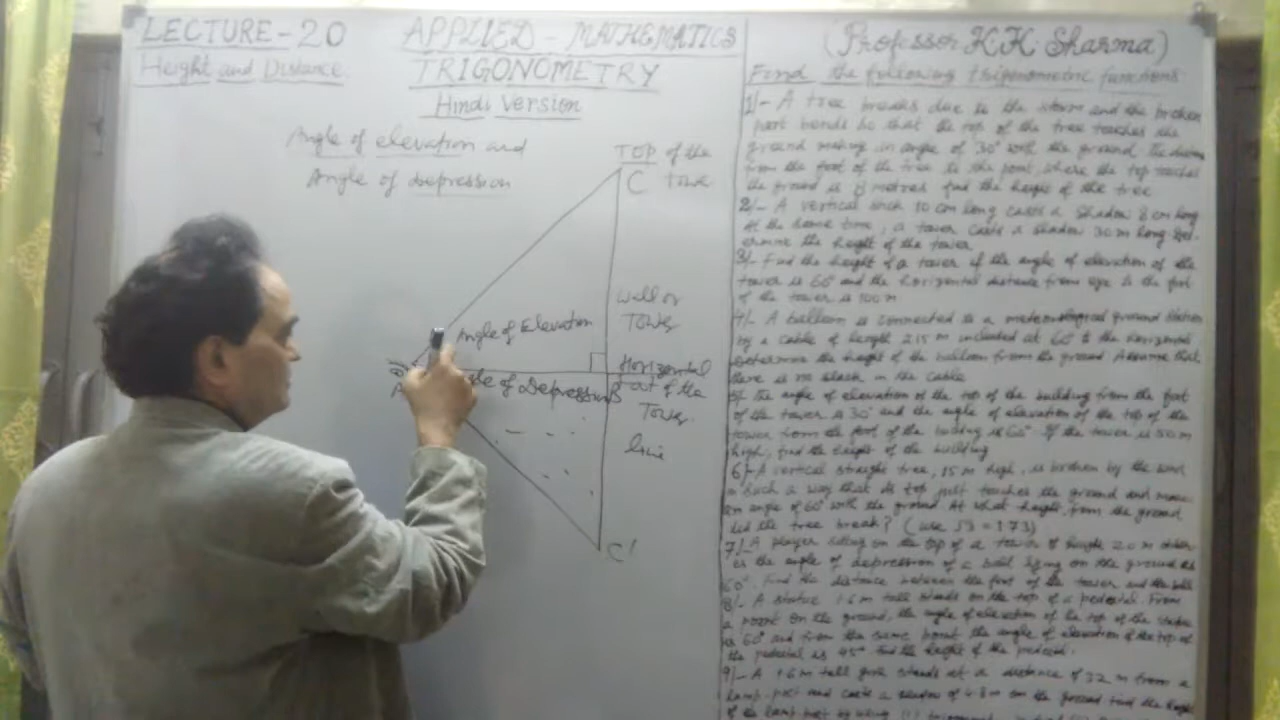 LECTURE-20
Height and Distance.
APPLIED - MATHEMATICS
TRIGONOMETRY
Hindi Version
Angle of elevation and
Angle of depression
TOP of the
C
Angle of Elevation
Wall or
Tower
Horizontal
of Depression
foot of the
Tower.
line
C'
(Professor KK Sharma)
Find the following trigonometric functions
1/- A tree breaks due to the storm and the broken
part bends so that the top of the tree touches the
ground making an angle of 30° with the ground. The
from the foot of the tree to the point where the top touches
the ground is 8 metres find the height of the tree
2/- A vertical stick 10 cm long casts a shadow 8 cm long
At the same time, a tower casts a shadow 30 m long. Det-
ermine the height of the tower
3/- Find the height of a tower if the angle of elevation of the
tower is 60° and the horizontal distance from eye to the foot
of the tower is 100 m
4/- A balloon is connected to a meteorological ground station
by a cable of length 215 m inclined at 60° to the horizontal
determine the height of the balloon from the ground Assume that
there is no slack in the cable
5/- The angle of elevation of the top of the building from the foot
of the tower is 30° and the angle of elevation of the top of the
tower from the foot of the building is 60° If the tower is 50 m
high, find the height of the building
6/- A vertical straight tree, 15 m high, is broken by the wind
in such a way that its top just touches the ground and makes
an angle of 60° with the ground. At what height from the ground
did the tree break? (use √3 = 1.73)
7/- A player sitting on the top of a tower of height 20 m
the angle of depression of a ball lying on the ground as
60°. Find the distance between the foot of the tower and the ball
8/- A statue 1.6 m tall stands on the top of a pedestal. From
a point on the ground, the angle of elevation of the top of the statue
is 60° and from the same point the angle of elevation of the top of
the pedestal is 45° find the height of the pedestal.
9/- A 1.6 m tall girl stands at a distance of 3.2 m from a
lamp-post and casts a shadow of 4.8 m on the ground find the height
of the lamp post by using